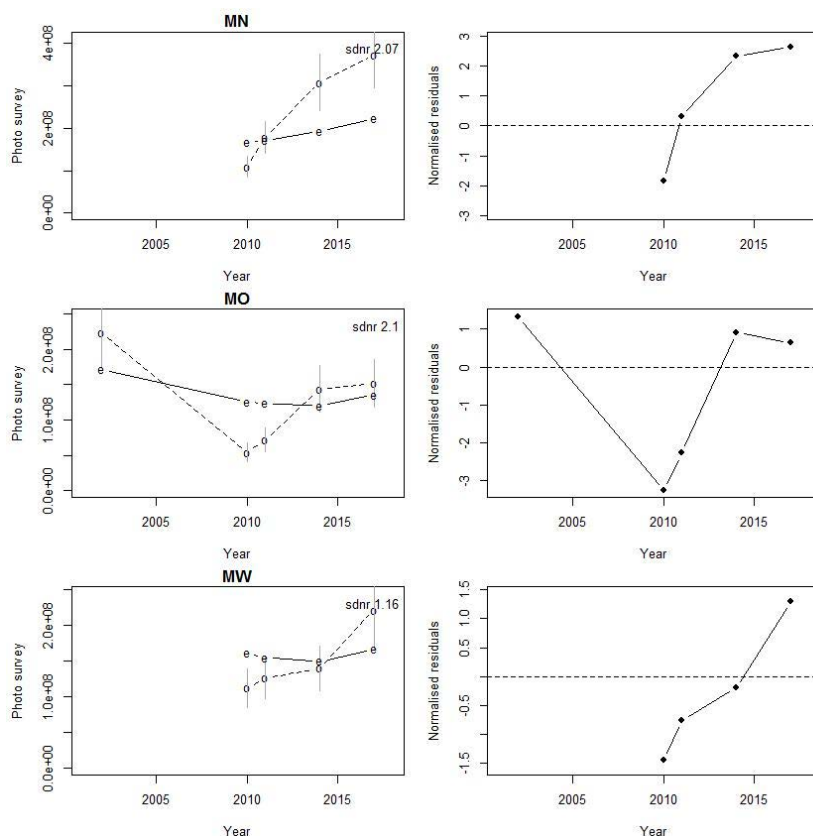 MN
sdnr 2.07
Photo survey
0e+00 2e+08 4e+08
2005 2010 2015
Year
Normalised residuals
-3 -2 -1 0 1 2 3
2005 2010 2015
Year
MO
sdnr 2.1
Photo survey
0.0e+00 1.0e+08 2.0e+08
2005 2010 2015
Year
Normalised residuals
-3 -2 -1 0 1
2005 2010 2015
Year
MW
sdnr 1.16
Photo survey
0.0e+00 1.0e+08 2.0e+08
2005 2010 2015
Year
Normalised residuals
-1.5 -0.5 0.5 1.0 1.5
2005 2010 2015
Year